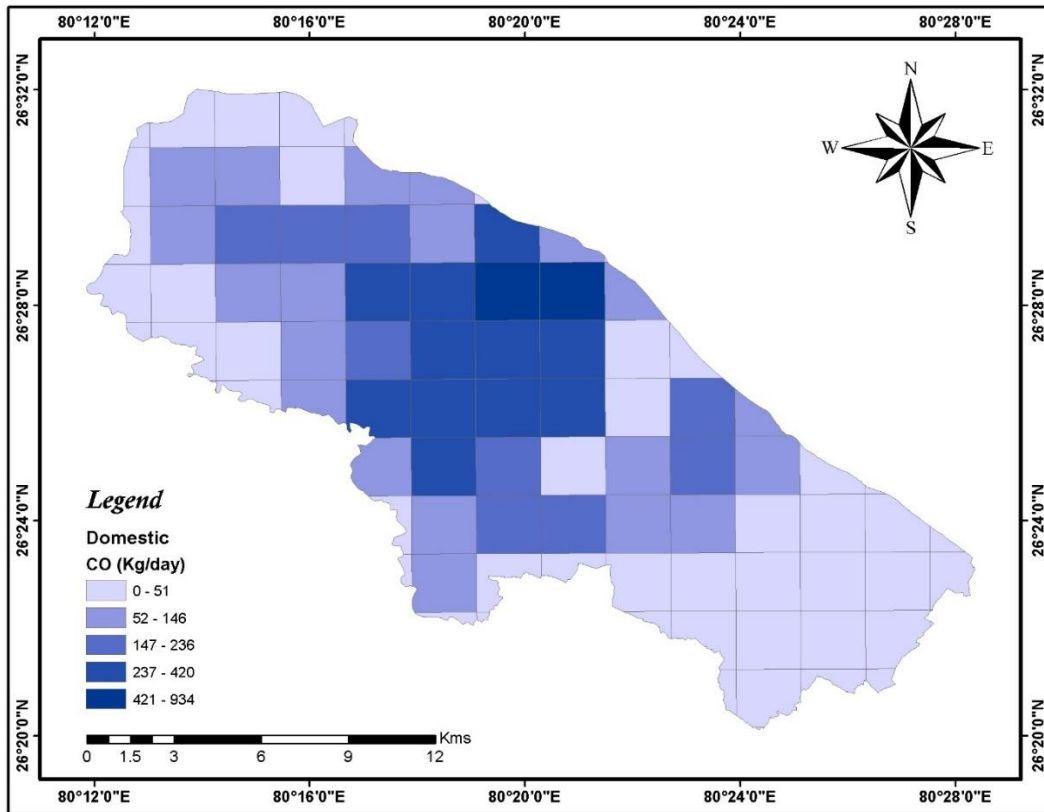 80°12'0"E 80°16'0"E 80°20'0"E 80°24'0"E 80°28'0"E
26°32'0"N 26°32'0"N
N
W E
S
26°28'0"N 26°28'0"N
26°24'0"N 26°24'0"N
Legend
Domestic
CO (Kg/day)
0 - 51
52 - 146
147 - 236
237 - 420
421 - 934
26°20'0"N 26°20'0"N
Kms
0 1.5 3 6 9 12
80°12'0"E 80°16'0"E 80°20'0"E 80°24'0"E 80°28'0"E